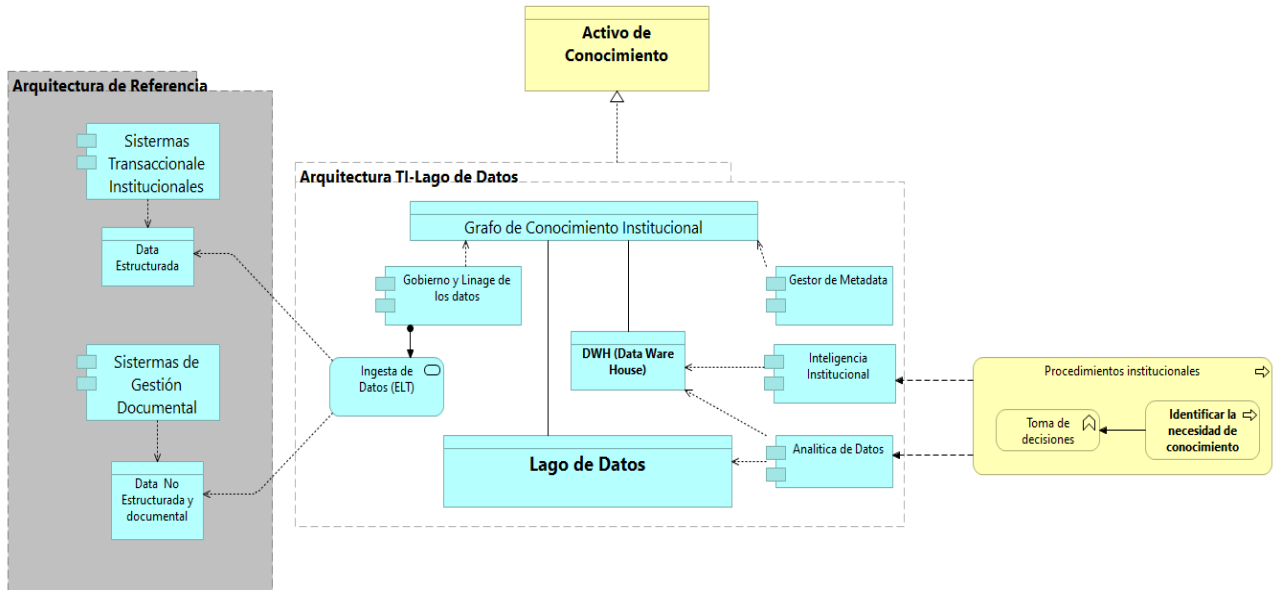 Activo de
Conocimiento
Arquitectura de Referencia
Sistermas
Transaccionale
Institucionales
Data
Estructurada
Sistermas de
Gestión
Documental
Data No
Estructurada y
documental
Arquitectura TI-Lago de Datos
Grafo de Conocimiento Institucional
Gobierno y Linage de
los datos
Gestor de Metadata
Ingesta de
Datos (ELT)
DWH (Data Ware
House)
Inteligencia
Institucional
Lago de Datos
Analitica de Datos
Procedimientos institucionales
Toma de
decisiones
Identificar la
necesidad de
conocimiento